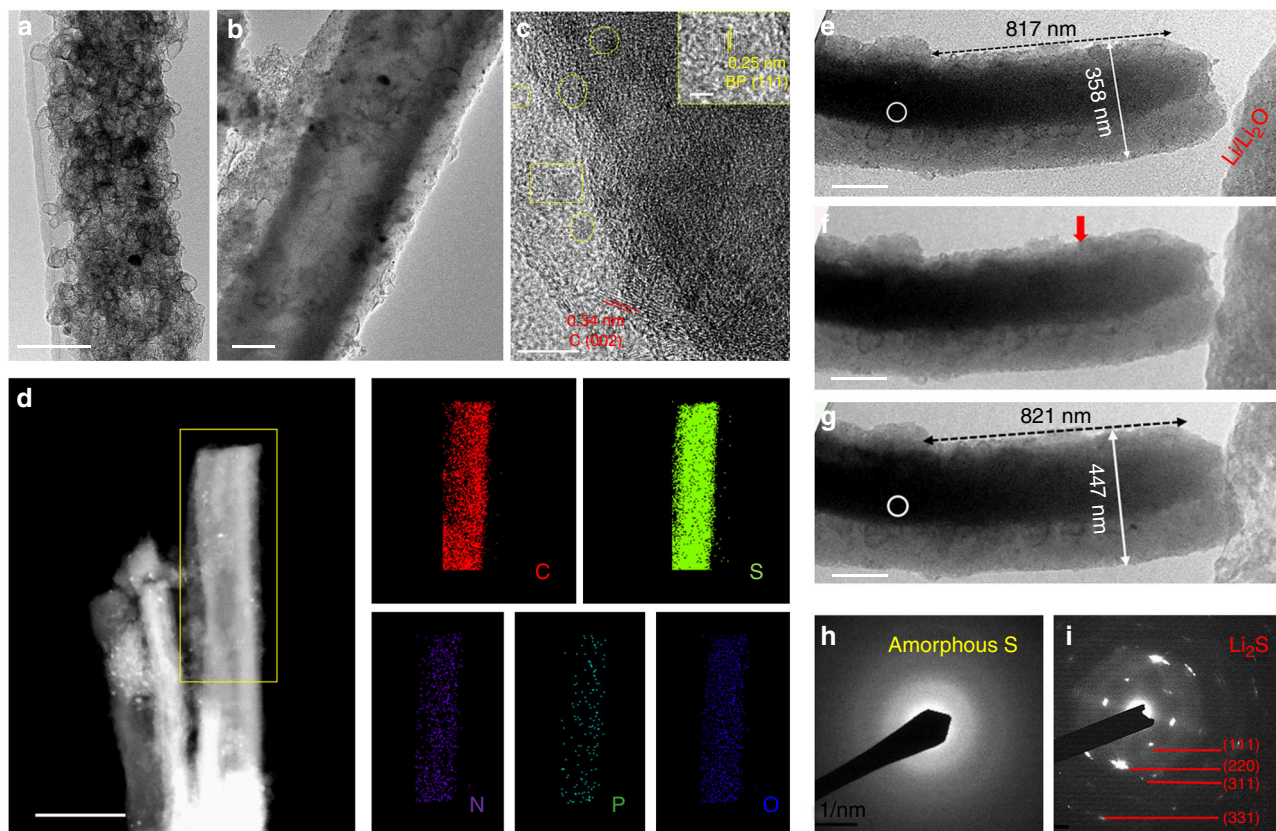 a
b
c
0.25 nm
BP (111)
0.34 nm
C (002)
d
C
S
N
P
O
e
817 nm
358 nm
Li/Li₂O
f
g
821 nm
447 nm
h
Amorphous S
1/nm
i
Li₂S
(111)
(220)
(311)
(331)